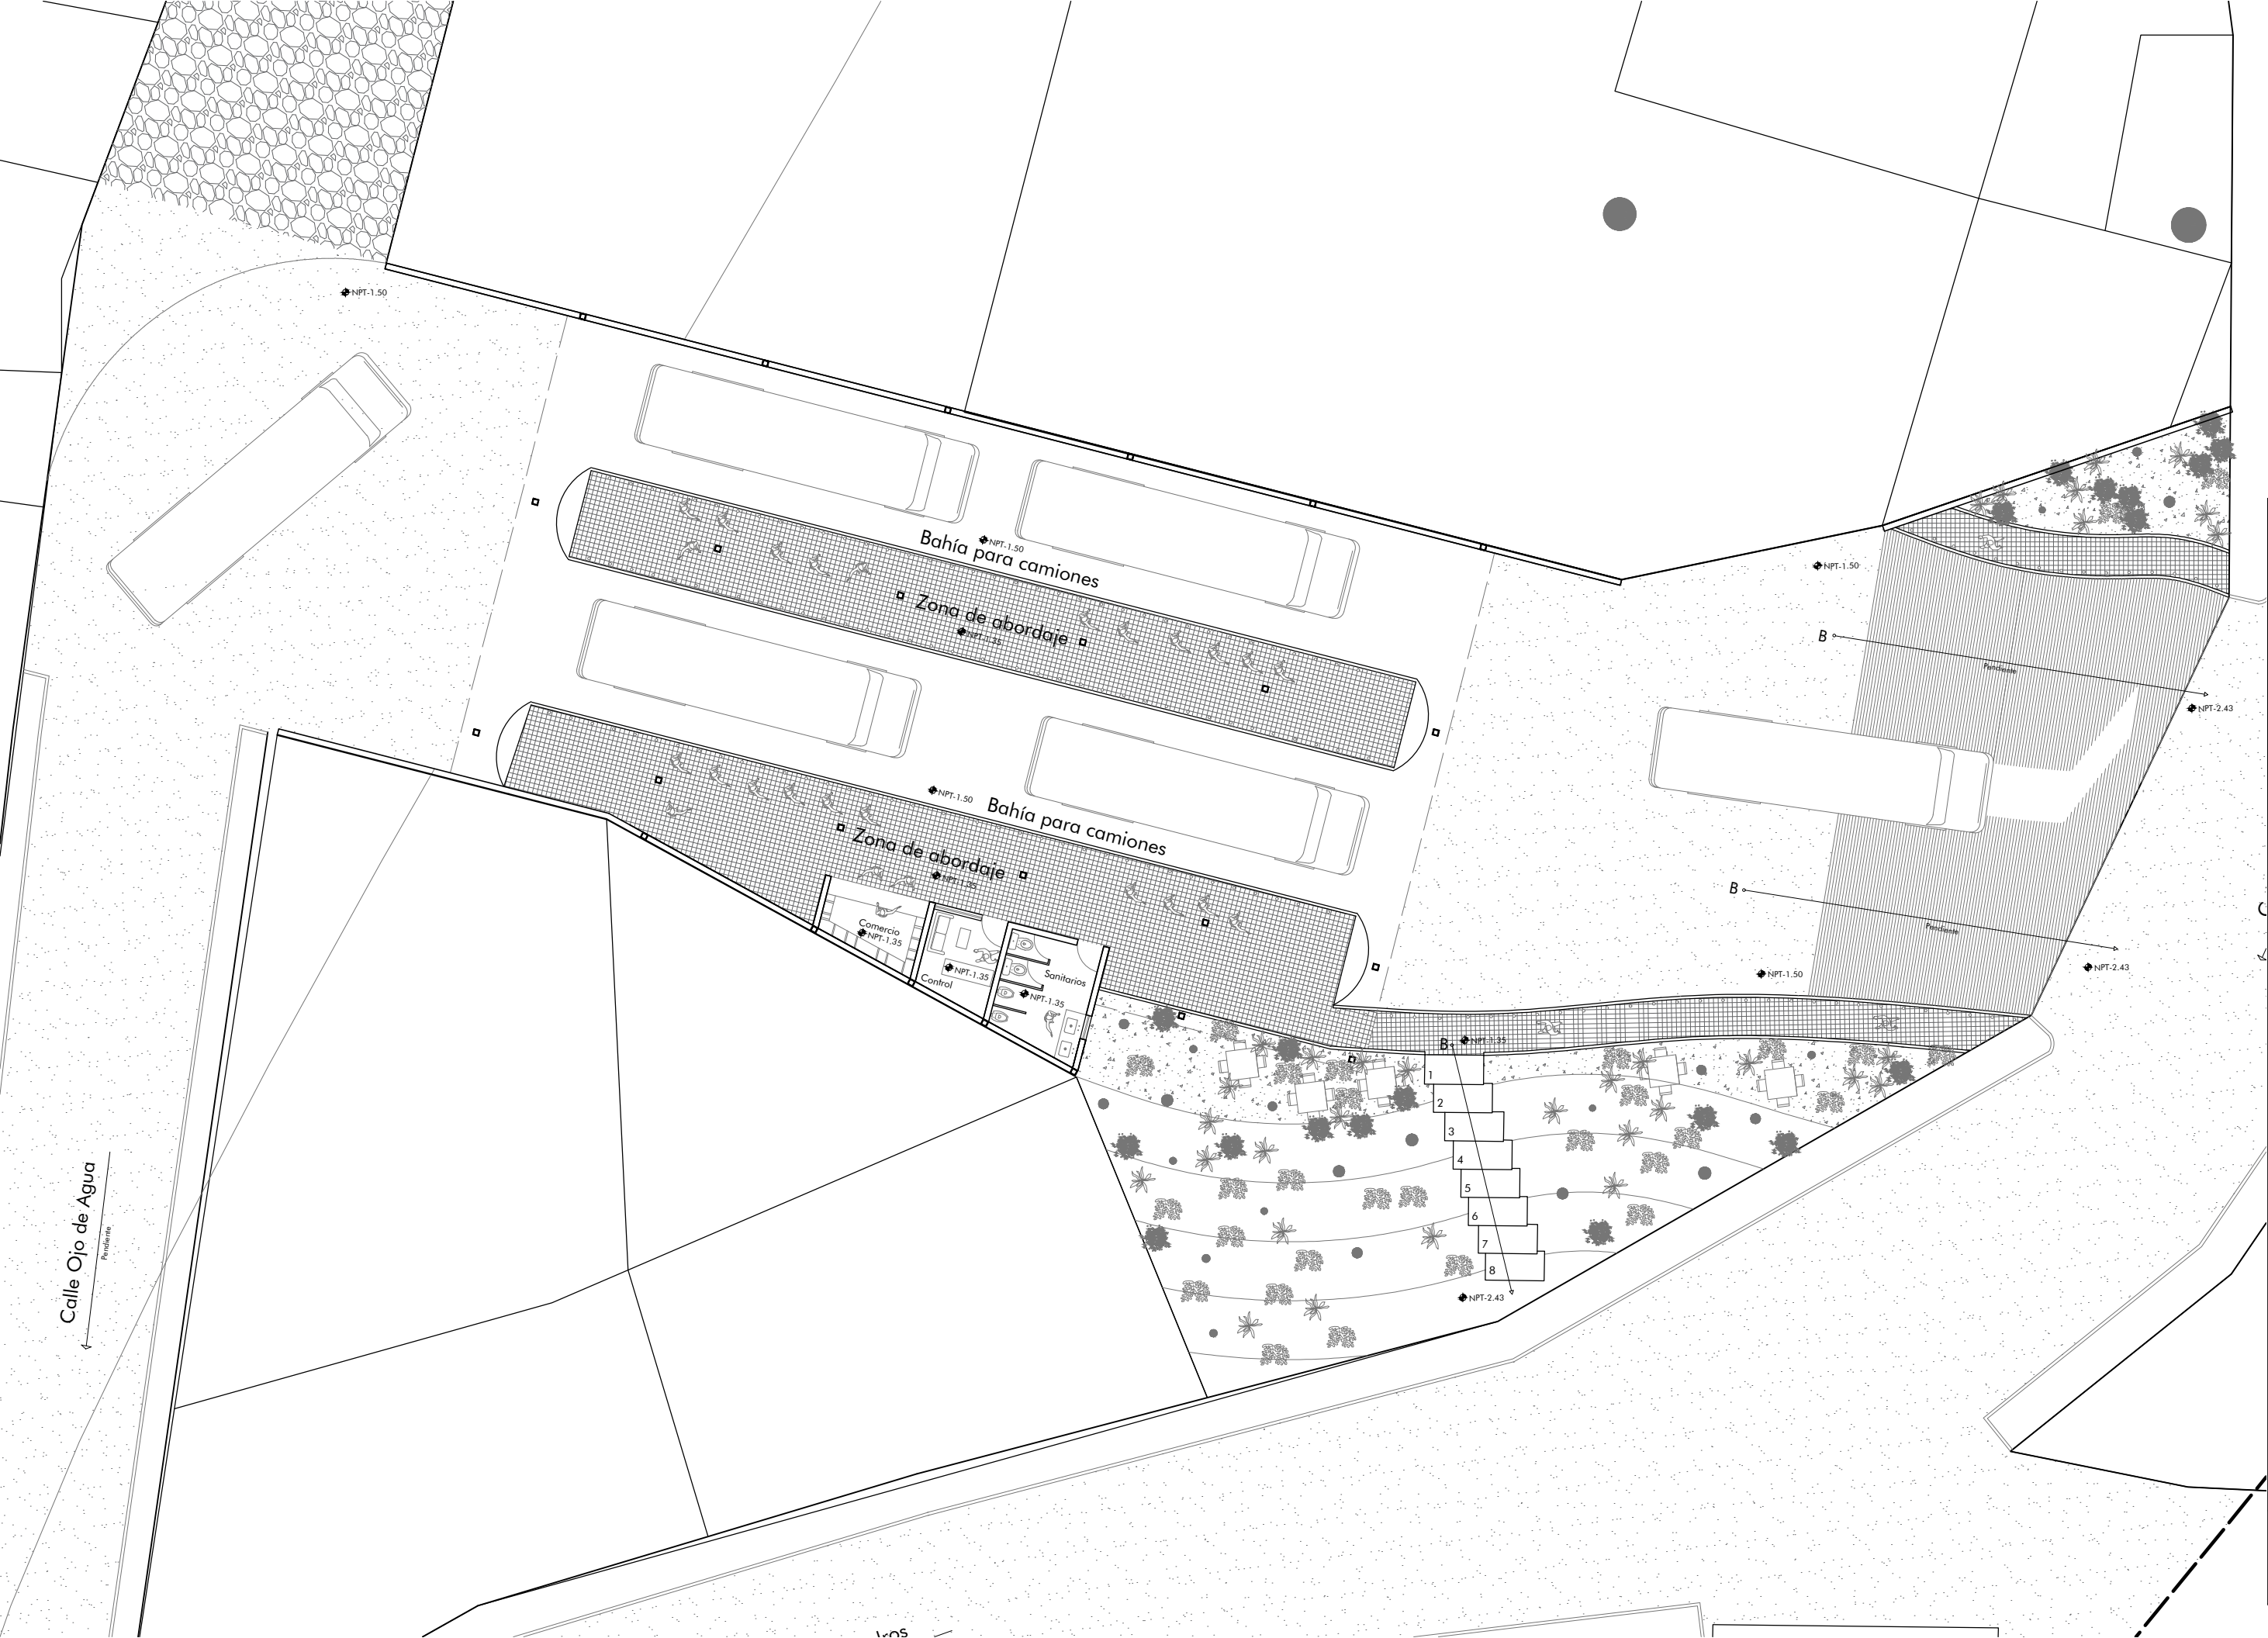 NPT-1.50
NPT-1.50
Bahía para camiones
NPT-1.50
Zona de abordaje
NPT-1.35
B
Pendiente
NPT-2.43
NPT-1.50
Bahía para camiones
Zona de abordaje
NPT-1.35
B
Pendiente
NPT-2.43
NPT-1.50
Comercio
NPT-1.35
NPT-1.35
Control
Sanitarios
NPT-1.35
B
NPT-1.35
1
2
3
4
5
6
7
8
NPT-2.43
Calle Ojo de Agua
Pendiente